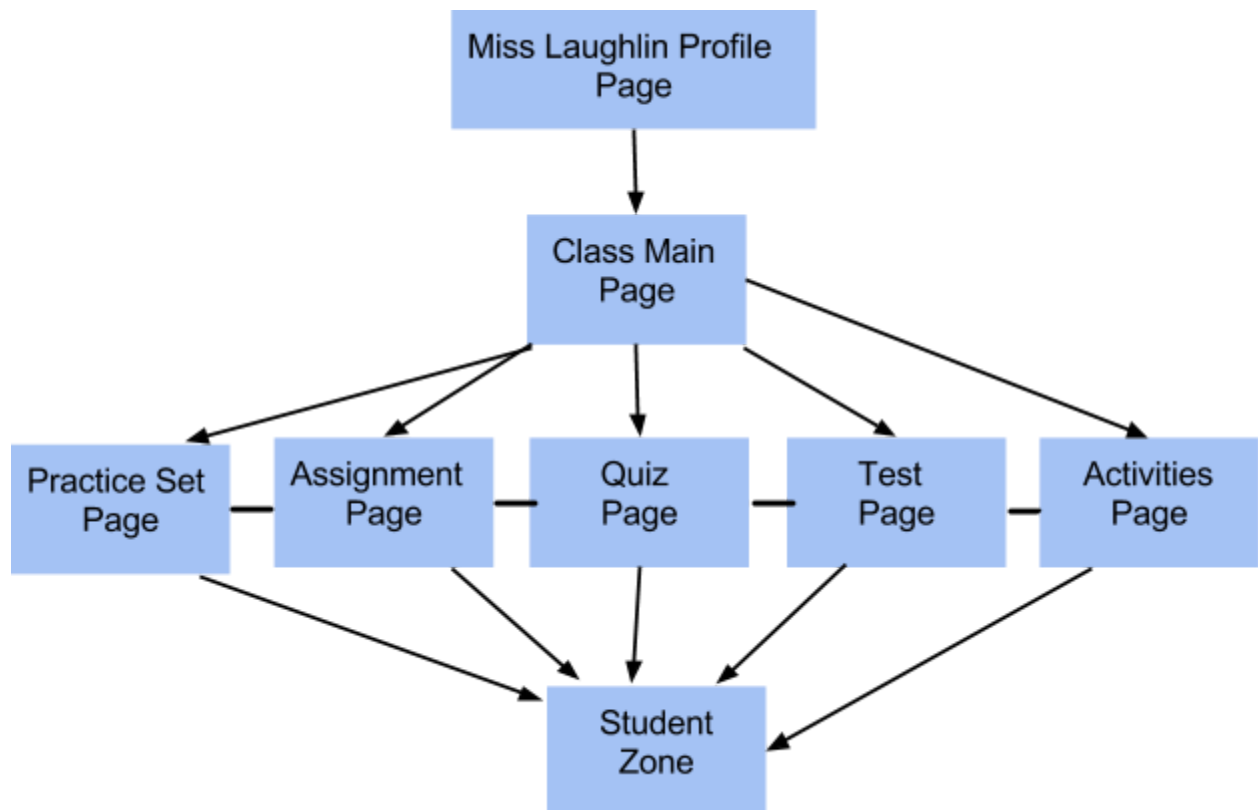 Miss Laughlin Profile
Page
Class Main
Page
Practice Set
Page
Assignment
Page
Quiz
Page
Test
Page
Activities
Page
Student
Zone